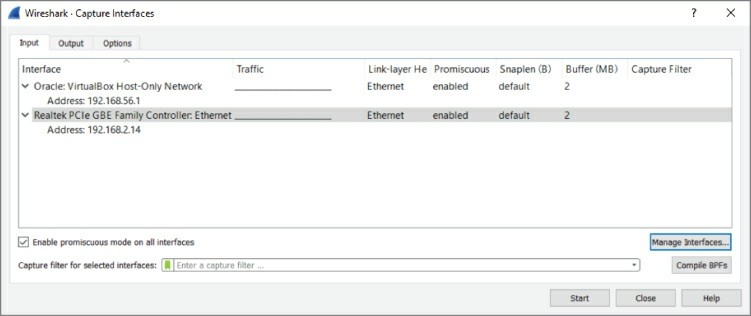 Wireshark · Capture Interfaces
? X
Input Output Options
Interface Traffic Link-layer He Promiscuous Snaplen (B) Buffer (MB) Capture Filter
Oracle: VirtualBox Host-Only Network Ethernet enabled default 2
Address: 192.168.56.1
Realtek PCIe GBE Family Controller: Ethernet Ethernet enabled default 2
Address: 192.168.2.14
Enable promiscuous mode on all interfaces Manage Interfaces...
Capture filter for selected interfaces: Enter a capture filter ... Compile BPFs
Start Close Help